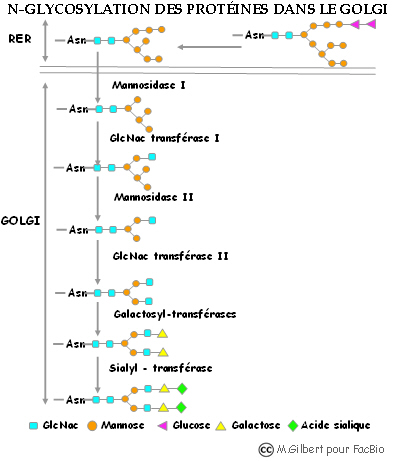 N-GLYCOSYLATION DES PROTÉINES DANS LE GOLGI
RER
Asn
Asn
Mannosidase I
Asn
GlcNac transférase I
Asn
Mannosidase II
GOLGI
Asn
GlcNac transférase II
Asn
Galactosyl-transférases
Asn
Sialyl - transférase
Asn
GlcNac Mannose Glucose Galactose Acide sialique
cc M.Gilbert pour FacBio